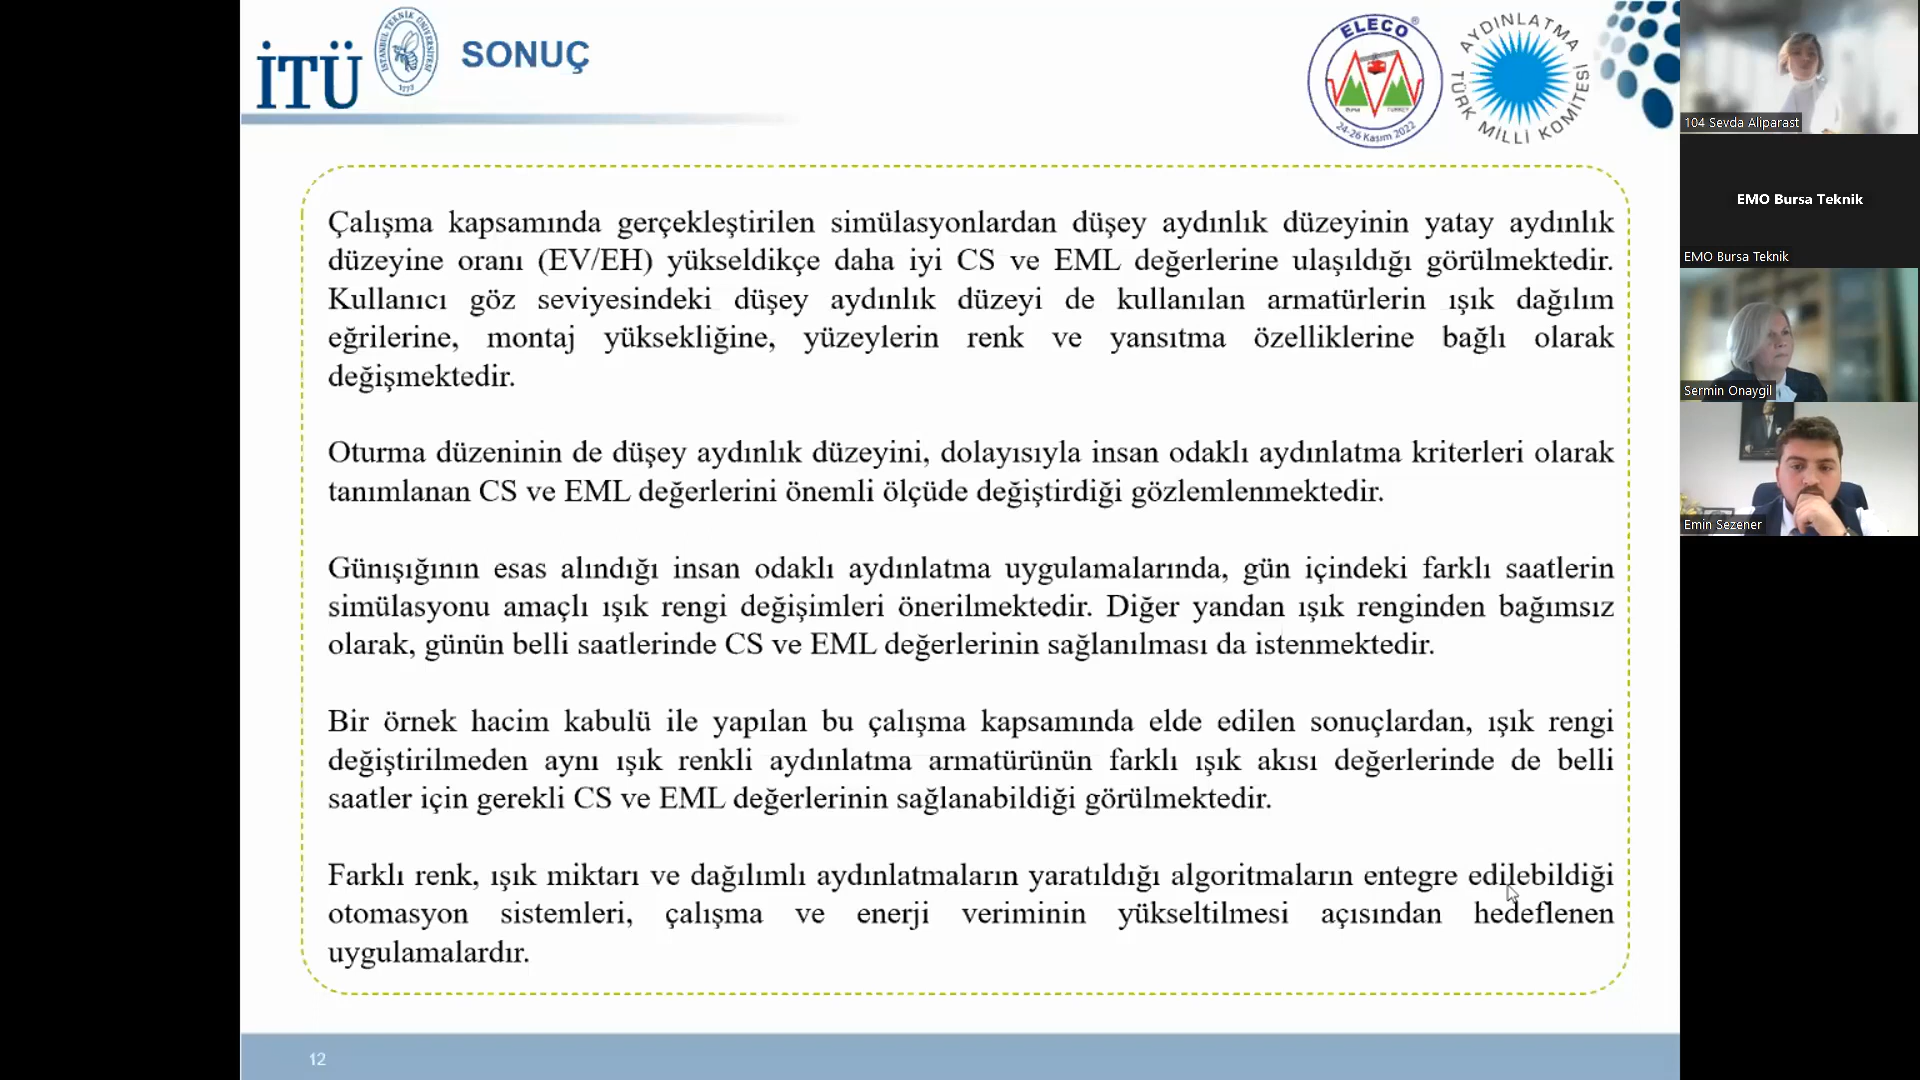 İTÜ
İSTANBUL TEKNİK ÜNİVERSİTESİ
1773
SONUÇ
ELECO
BURSA TURKEY
24-26 Kasım 2022
AYDINLATMA
TÜRK MİLLİ KOMİTESİ
Çalışma kapsamında gerçekleştirilen simülasyonlardan düşey aydınlık düzeyinin yatay aydınlık
düzeyine oranı (EV/EH) yükseldikçe daha iyi CS ve EML değerlerine ulaşıldığı görülmektedir.
Kullanıcı göz seviyesindeki düşey aydınlık düzeyi de kullanılan armatürlerin ışık dağılım
eğrilerine, montaj yüksekliğine, yüzeylerin renk ve yansıtma özelliklerine bağlı olarak
değişmektedir.
Oturma düzeninin de düşey aydınlık düzeyini, dolayısıyla insan odaklı aydınlatma kriterleri olarak
tanımlanan CS ve EML değerlerini önemli ölçüde değiştirdiği gözlemlenmektedir.
Günışığının esas alındığı insan odaklı aydınlatma uygulamalarında, gün içindeki farklı saatlerin
simülasyonu amaçlı ışık rengi değişimleri önerilmektedir. Diğer yandan ışık renginden bağımsız
olarak, günün belli saatlerinde CS ve EML değerlerinin sağlanılması da istenmektedir.
Bir örnek hacim kabulü ile yapılan bu çalışma kapsamında elde edilen sonuçlardan, ışık rengi
değiştirilmeden aynı ışık renkli aydınlatma armatürünün farklı ışık akısı değerlerinde de belli
saatler için gerekli CS ve EML değerlerinin sağlanabildiği görülmektedir.
Farklı renk, ışık miktarı ve dağılımlı aydınlatmaların yaratıldığı algoritmaların entegre edilebildiği
otomasyon sistemleri, çalışma ve enerji veriminin yükseltilmesi açısından hedeflenen
uygulamalardır.
12
104 Sevda Aliparast
EMO Bursa Teknik
EMO Bursa Teknik
Sermin Onaygil
Emin Sezener